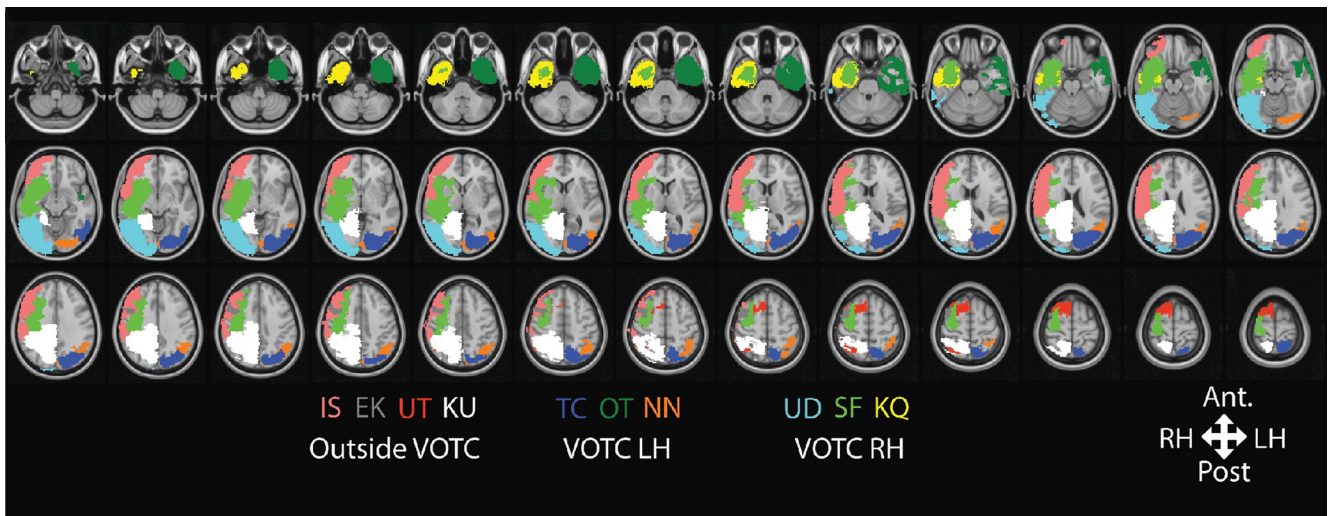 IS EK UT KU TC OT NN UD SF KQ Ant.
Outside VOTC VOTC LH VOTC RH RH LH
Post